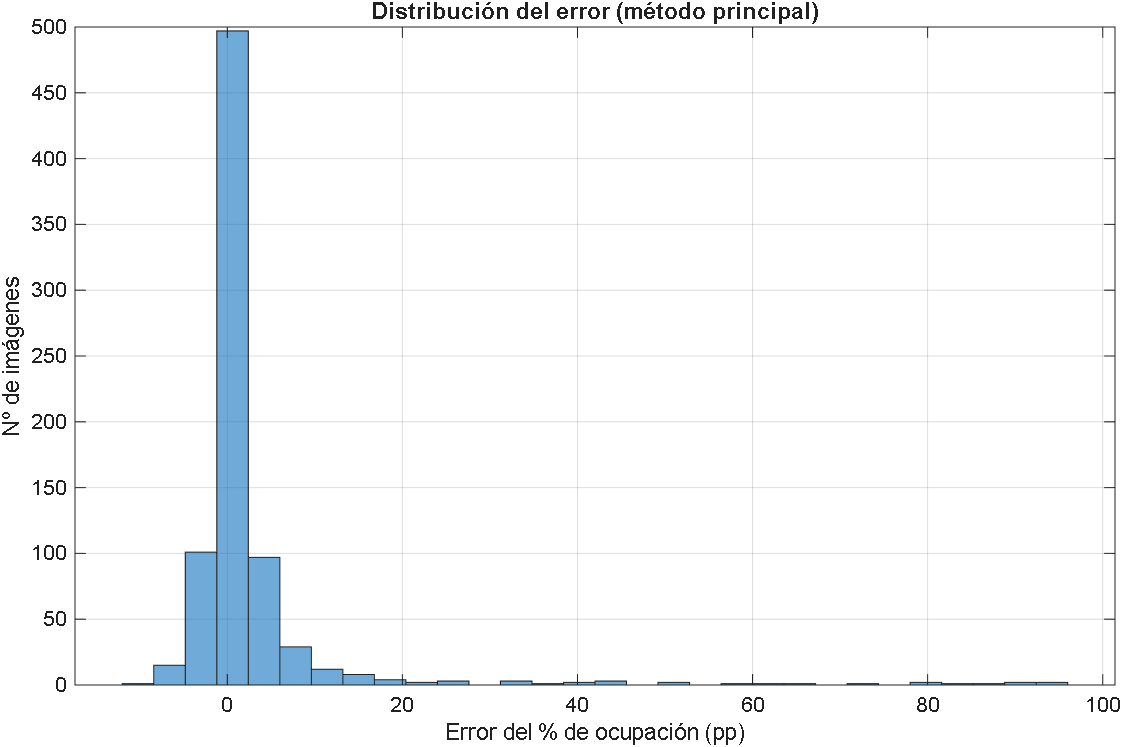 Distribución del error (método principal)
500
450
400
350
300
250
200
150
100
50
0
Nº de imágenes
0 20 40 60 80 100
Error del % de ocupación (pp)